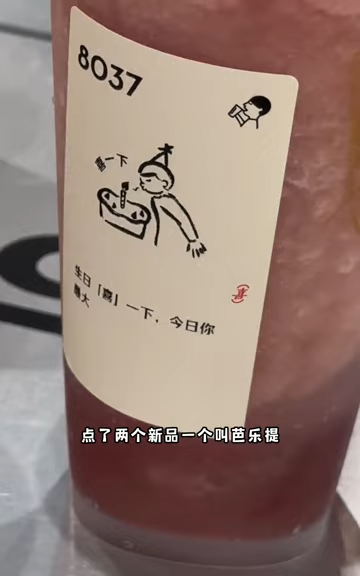 8037
喜一下
生日「喜」一下，今日你
最大
(喜)
点了两个新品一个叫芭乐提